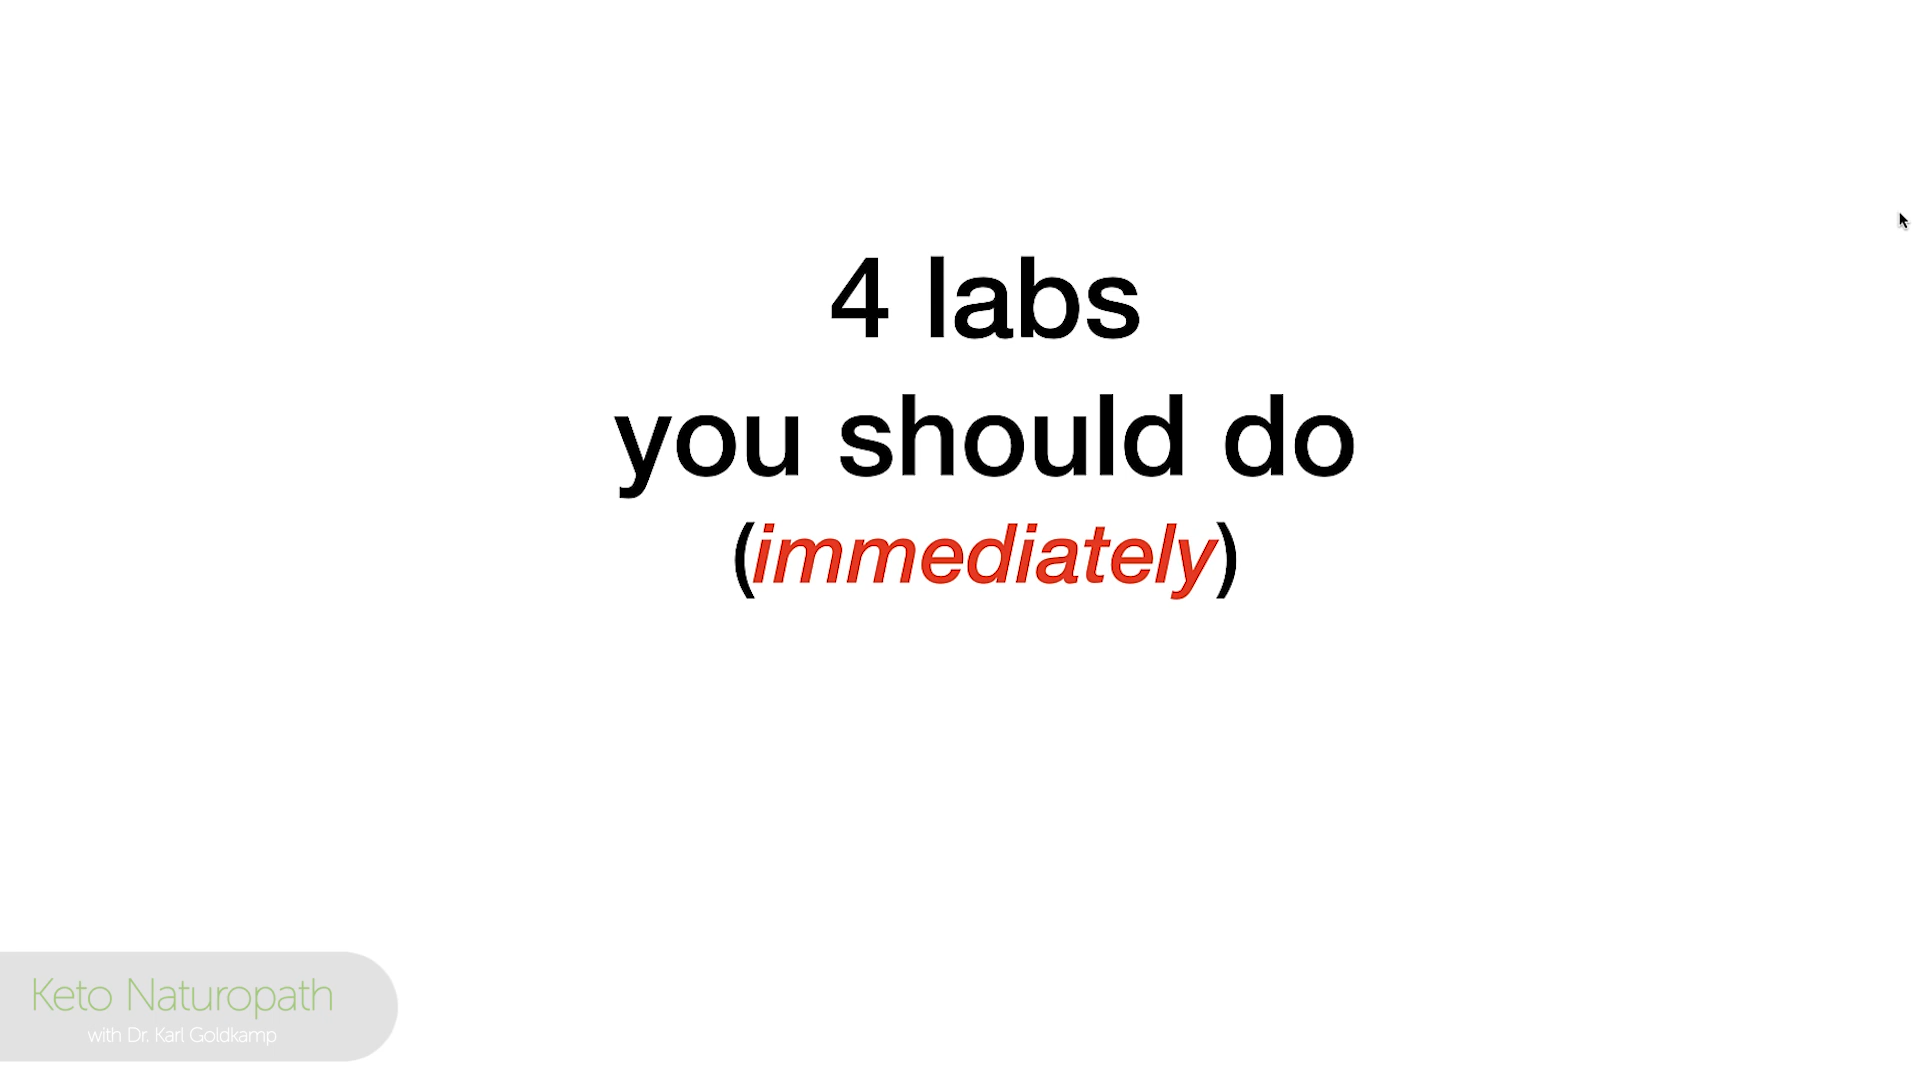 4 labs
you should do
(immediately)
Keto Naturopath
with Dr. Karl Goldkamp